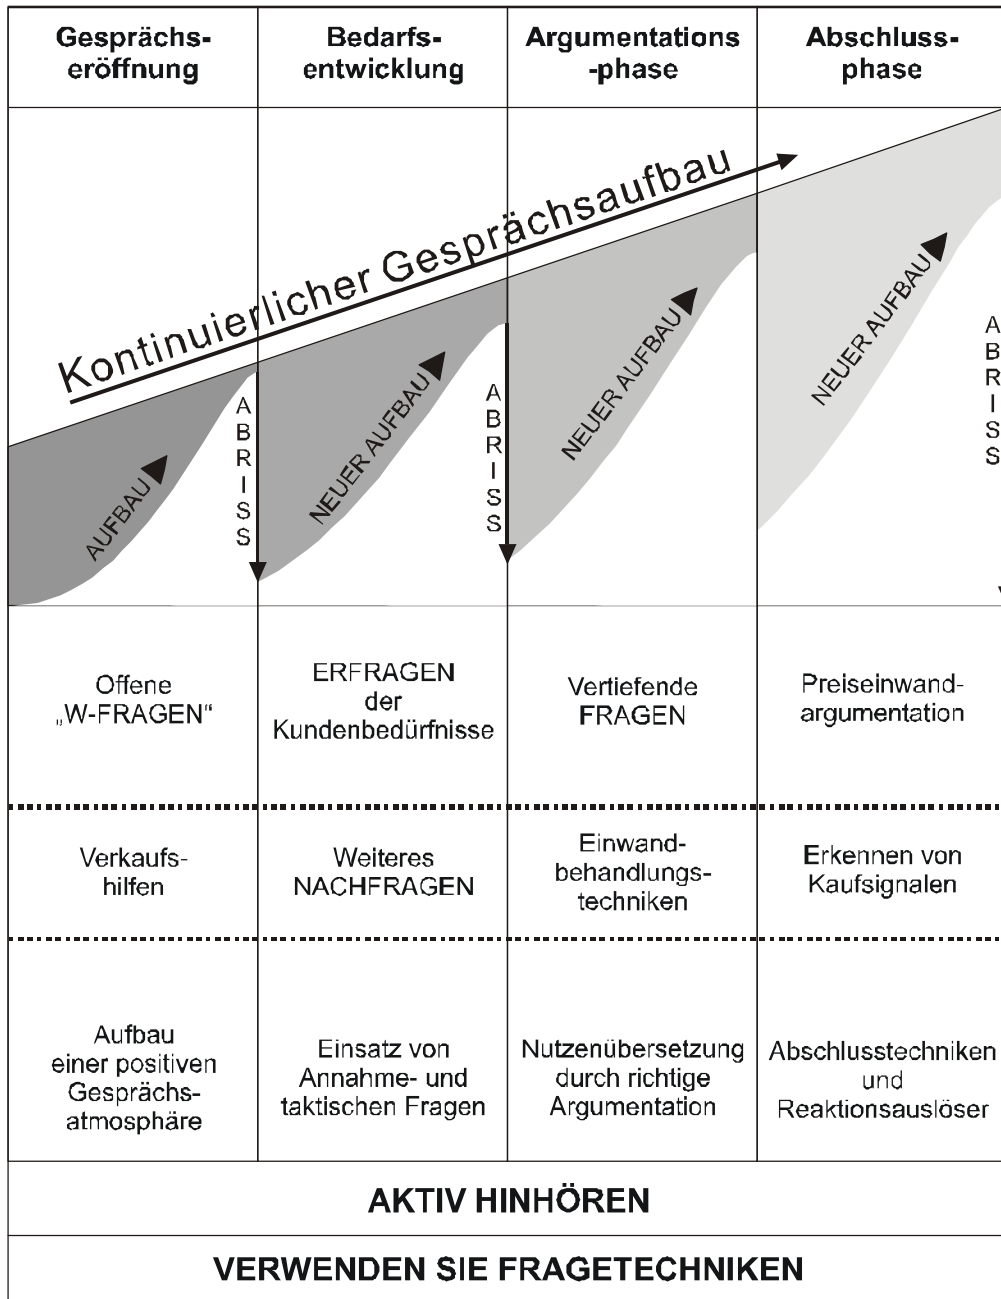 Gesprächs-
eröffnung
Bedarfs-
entwicklung
Argumentations
-phase
Abschluss-
phase
Kontinuierlicher Gesprächsaufbau
AUFBAU
ABRISS
NEUER AUFBAU
ABRISS
NEUER AUFBAU
NEUER AUFBAU
ABRISS
Offene
„W-FRAGEN“
ERFRAGEN
der
Kundenbedürfnisse
Vertiefende
FRAGEN
Preiseinwand-
argumentation
Verkaufs-
hilfen
Weiteres
NACHFRAGEN
Einwand-
behandlungs-
techniken
Erkennen von
Kaufsignalen
Aufbau
einer positiven
Gesprächs-
atmosphäre
Einsatz von
Annahme- und
taktischen Fragen
Nutzenübersetzung
durch richtige
Argumentation
Abschlusstechniken
und
Reaktionsauslöser
AKTIV HINHÖREN
VERWENDEN SIE FRAGETECHNIKEN